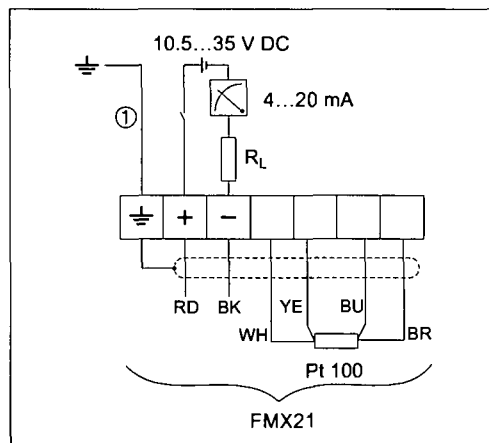 10.5...35 V DC
4...20 mA
①
R_L
+ −
RD BK YE BU
WH BR
Pt 100
FMX21